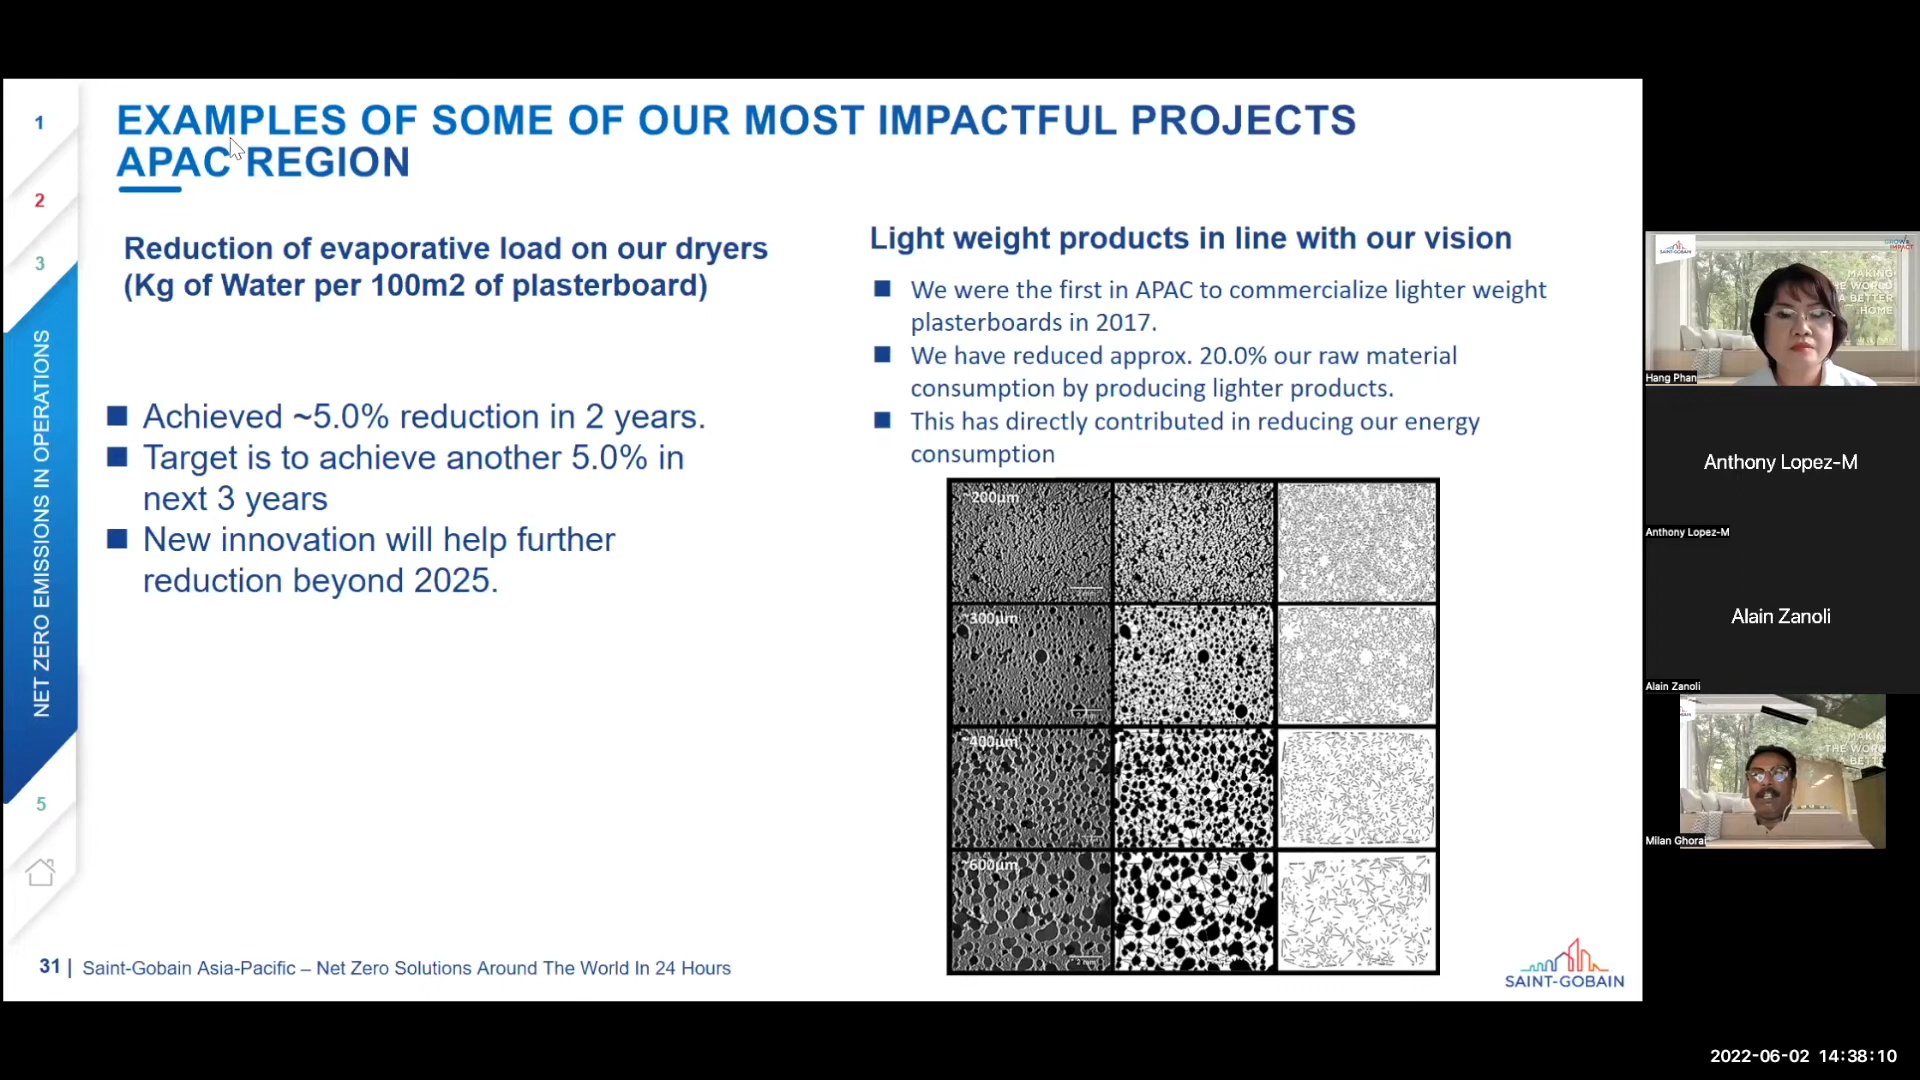 EXAMPLES OF SOME OF OUR MOST IMPACTFUL PROJECTS
APAC REGION
1
2
3
NET ZERO EMISSIONS IN OPERATIONS
5
Reduction of evaporative load on our dryers
(Kg of Water per 100m2 of plasterboard)
■ Achieved ~5.0% reduction in 2 years.
■ Target is to achieve another 5.0% in
next 3 years
■ New innovation will help further
reduction beyond 2025.
Light weight products in line with our vision
■ We were the first in APAC to commercialize lighter weight
plasterboards in 2017.
■ We have reduced approx. 20.0% our raw material
consumption by producing lighter products.
■ This has directly contributed in reducing our energy
consumption
~200µm
~300µm
~400µm
~600µm
31 | Saint-Gobain Asia-Pacific – Net Zero Solutions Around The World In 24 Hours
SAINT-GOBAIN
SAINT-GOBAIN
MAKING
THE WORLD
A BETTER
HOME
Hang Phan
Anthony Lopez-M
Anthony Lopez-M
Alain Zanoli
Alain Zanoli
THE WORL
A BETTE
Milan Ghorai
2022-06-02 14:38:10